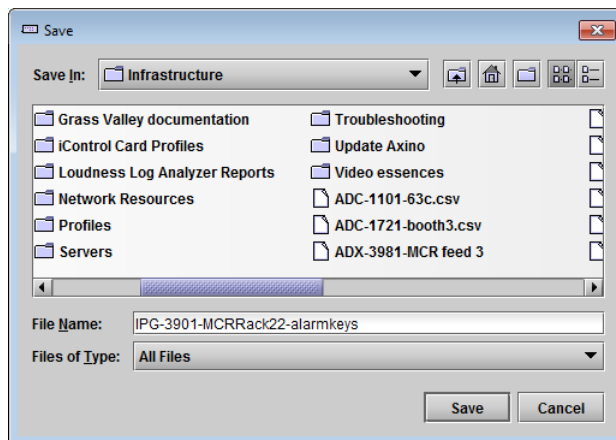 Save
Save In: Infrastructure
Grass Valley documentation
iControl Card Profiles
Loudness Log Analyzer Reports
Network Resources
Profiles
Servers
Troubleshooting
Update Axino
Video essences
ADC-1101-63c.csv
ADC-1721-booth3.csv
ADX-3981-MCR feed 3
File Name: IPG-3901-MCRRack22-alarmkeys
Files of Type: All Files
Save Cancel